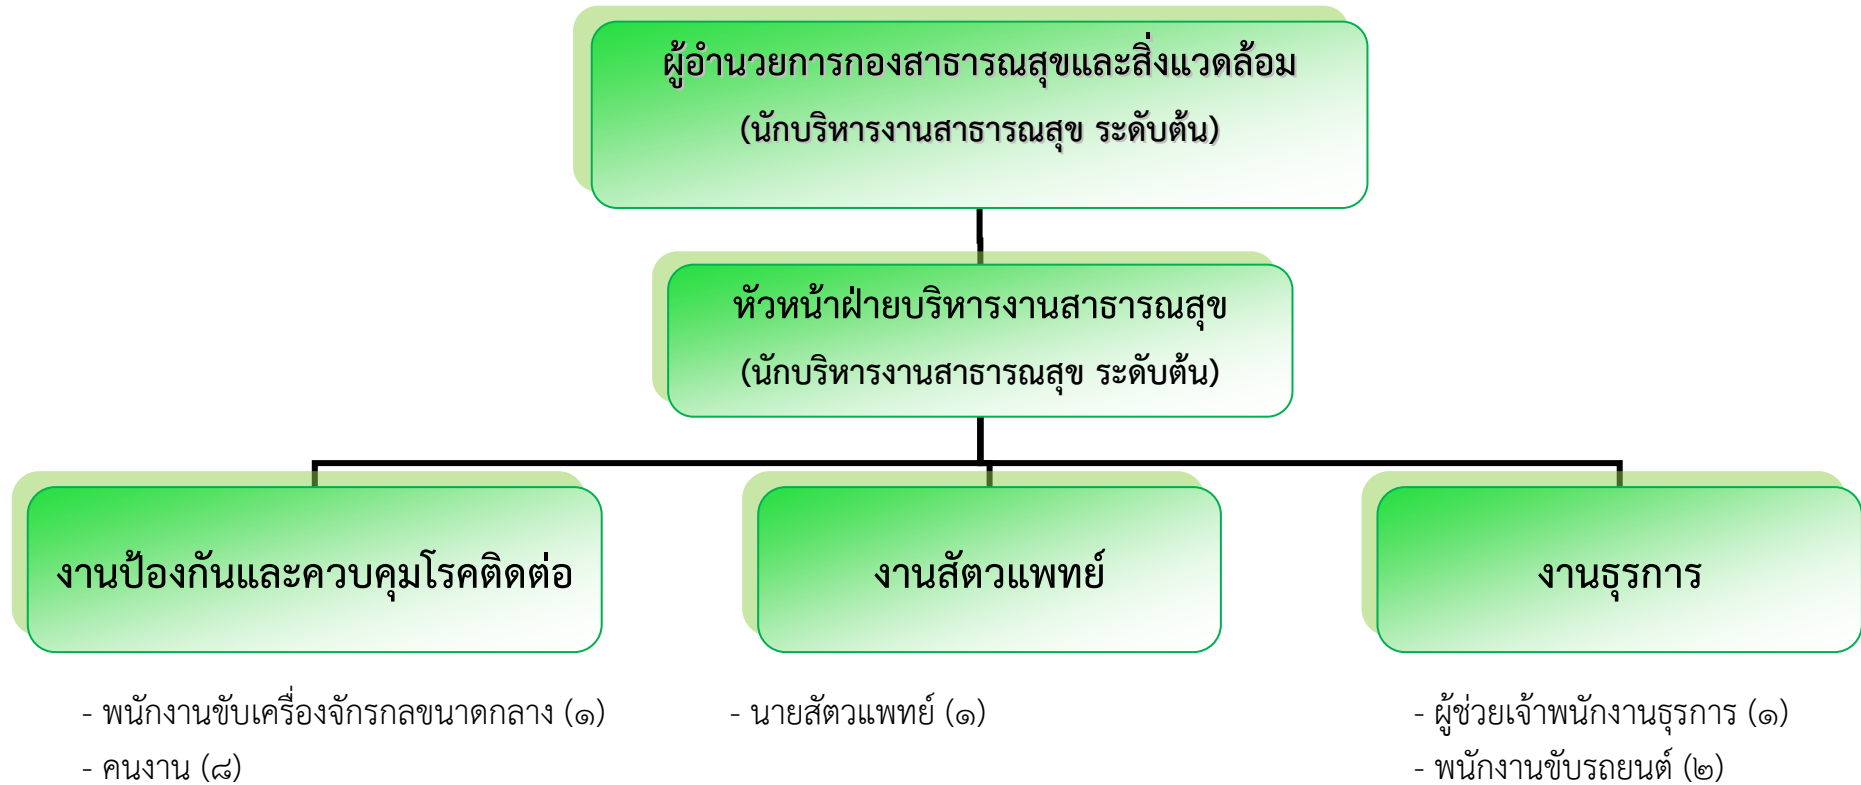 ผู้อำนวยการกองสาธารณสุขและสิ่งแวดล้อม
(นักบริหารงานสาธารณสุข ระดับต้น)
หัวหน้าฝ่ายบริหารงานสาธารณสุข
(นักบริหารงานสาธารณสุข ระดับต้น)
งานป้องกันและควบคุมโรคติดต่อ
- พนักงานขับเครื่องจักรกลขนาดกลาง (๑)
- คนงาน (๘)
งานสัตวแพทย์
- นายสัตวแพทย์ (๑)
งานธุรการ
- ผู้ช่วยเจ้าพนักงานธุรการ (๑)
- พนักงานขับรถยนต์ (๒)